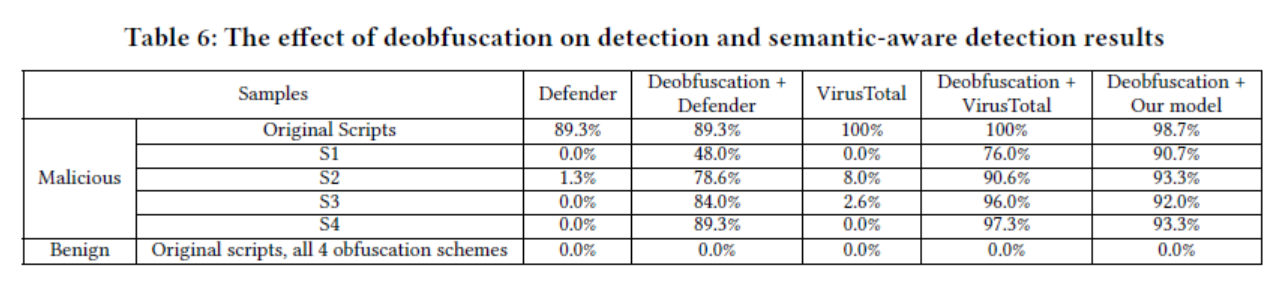 Table 6: The effect of deobfuscation on detection and semantic-aware detection results
Samples Defender Deobfuscation + Defender VirusTotal Deobfuscation + VirusTotal Deobfuscation + Our model
Malicious Original Scripts 89.3% 89.3% 100% 100% 98.7%
S1 0.0% 48.0% 0.0% 76.0% 90.7%
S2 1.3% 78.6% 8.0% 90.6% 93.3%
S3 0.0% 84.0% 2.6% 96.0% 92.0%
S4 0.0% 89.3% 0.0% 97.3% 93.3%
Benign Original scripts, all 4 obfuscation schemes 0.0% 0.0% 0.0% 0.0% 0.0%